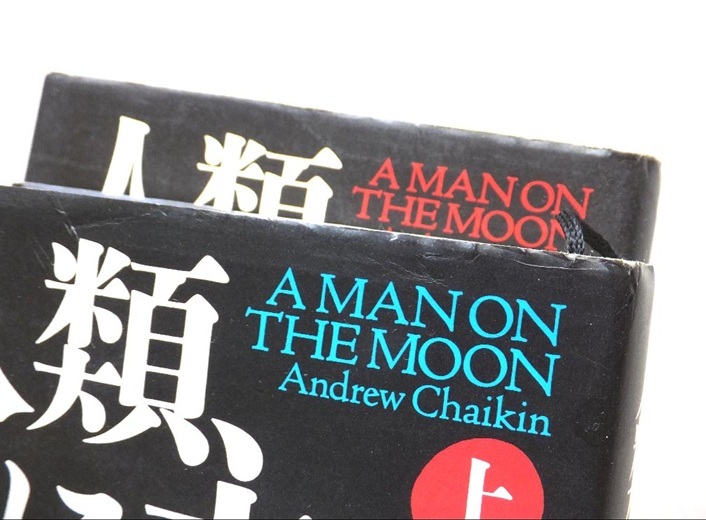 人類
A MAN ON
THE MOON
類、
A MAN ON
THE MOON
Andrew Chaikin
上